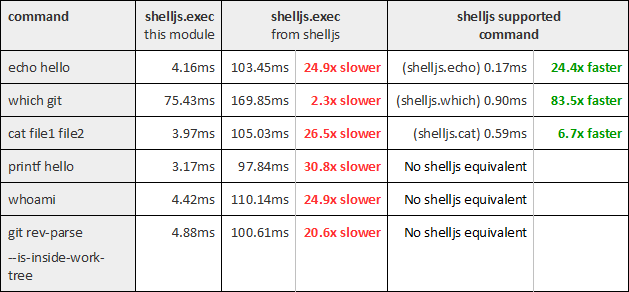 command shelljs.exec shelljs.exec shelljs supported
this module from shelljs command
echo hello 4.16ms 103.45ms 24.9x slower (shelljs.echo) 0.17ms 24.4x faster
which git 75.43ms 169.85ms 2.3x slower (shelljs.which) 0.90ms 83.5x faster
cat file1 file2 3.97ms 105.03ms 26.5x slower (shelljs.cat) 0.59ms 6.7x faster
printf hello 3.17ms 97.84ms 30.8x slower No shelljs equivalent
whoami 4.42ms 110.14ms 24.9x slower No shelljs equivalent
git rev-parse 4.88ms 100.61ms 20.6x slower No shelljs equivalent
--is-inside-work-
tree